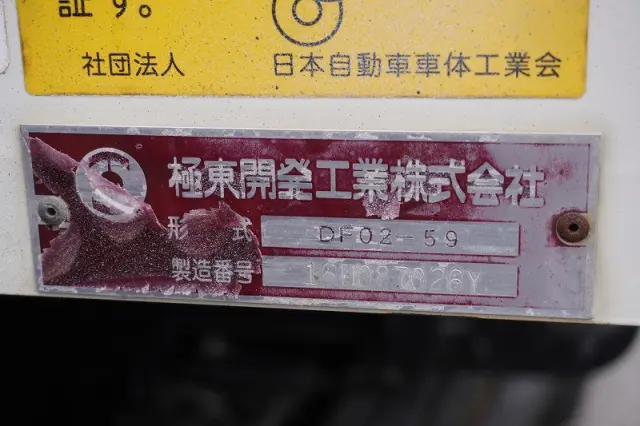 証す。
社団法人 日本自動車車体工業会
極東開発工業株式会社
形式 DF02-59
製造番号